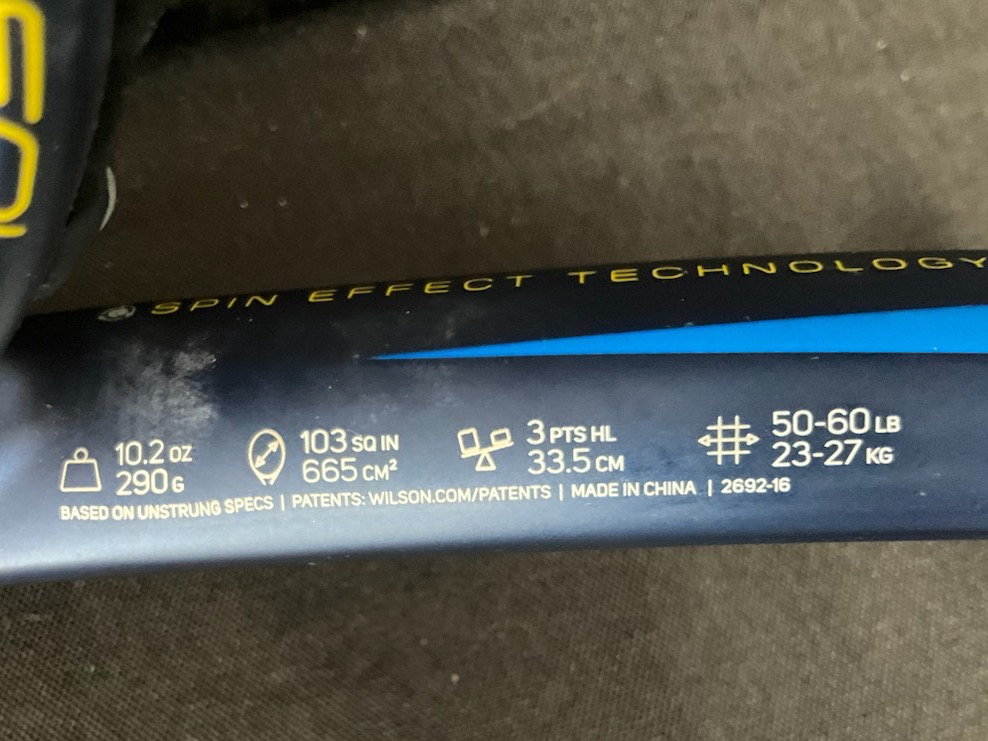 SPIN EFFECT TECHNOLOGY
10.2 OZ
290 G
103 SQ IN
665 CM²
3 PTS HL
33.5 CM
50-60 LB
23-27 KG
BASED ON UNSTRUNG SPECS | PATENTS: WILSON.COM/PATENTS | MADE IN CHINA | 2692-16